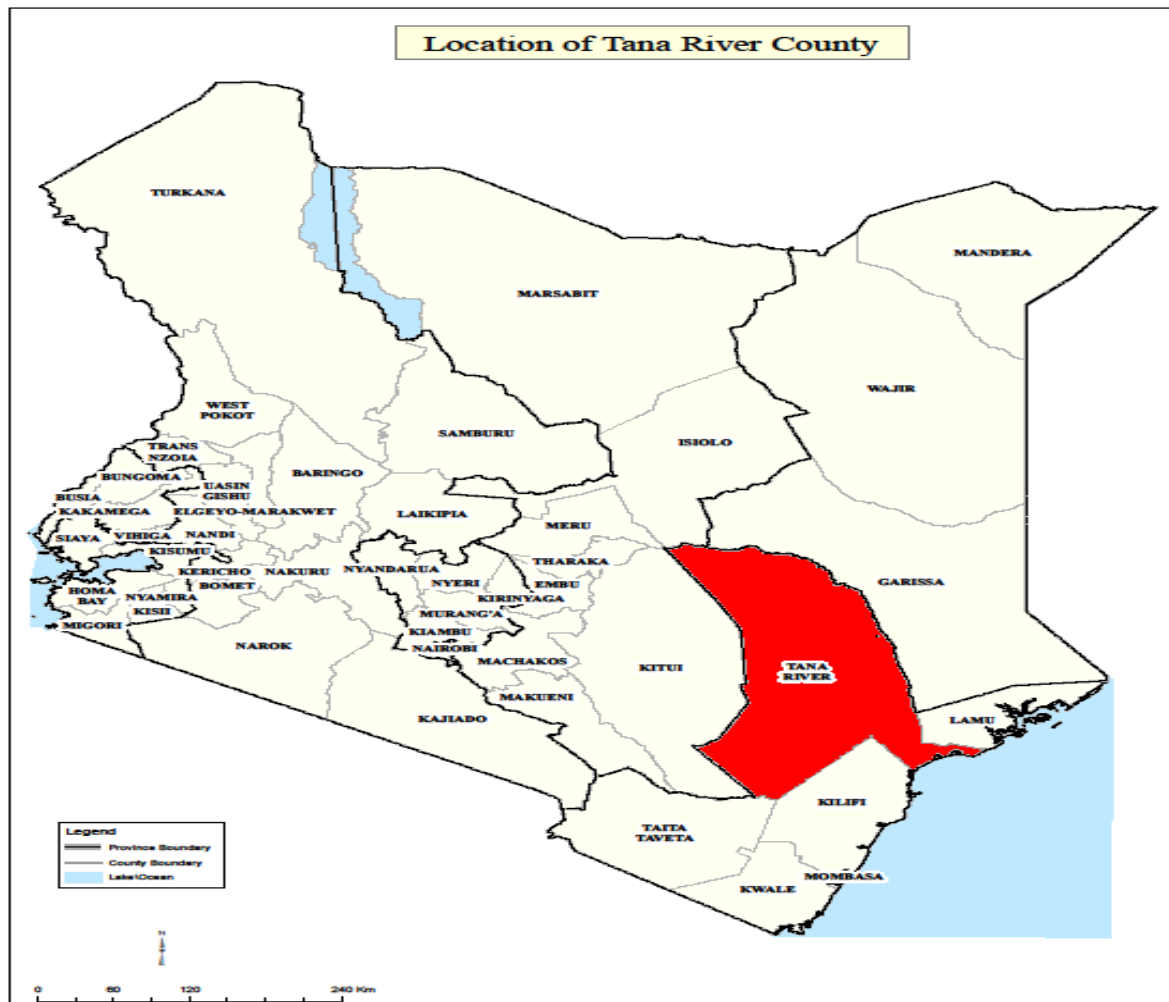 Location of Tana River County
TURKANA
MANDERA
MARSABIT
WAJIR
WEST
POKOT
SAMBURU
ISIOLO
TRANS
NZOIA
BARINGO
BUNGOMA
UASIN
GISHU
BUSIA
KAKAMEGA
ELGEYO-MARAKWET
LAIKIPIA
MERU
SIAYA
VIHIGA
NANDI
KISUMU
THARAKA
KERICHO
NAKURU
NYANDARUA
GARISSA
BOMET
NYERI
EMBU
HOMA
BAY
NYAMIRA
KIRINYAGA
KISII
MURANG'A
MIGORI
KIAMBU
NAROK
NAIROBI
MACHAKOS
KITUI
TANA
RIVER
MAKUENI
KAJIADO
LAMU
KILIFI
TAITA
TAVETA
MOMBASA
KWALE
Legend
Province Boundary
County Boundary
Lake\Ocean
N
0 60 120 240 Km